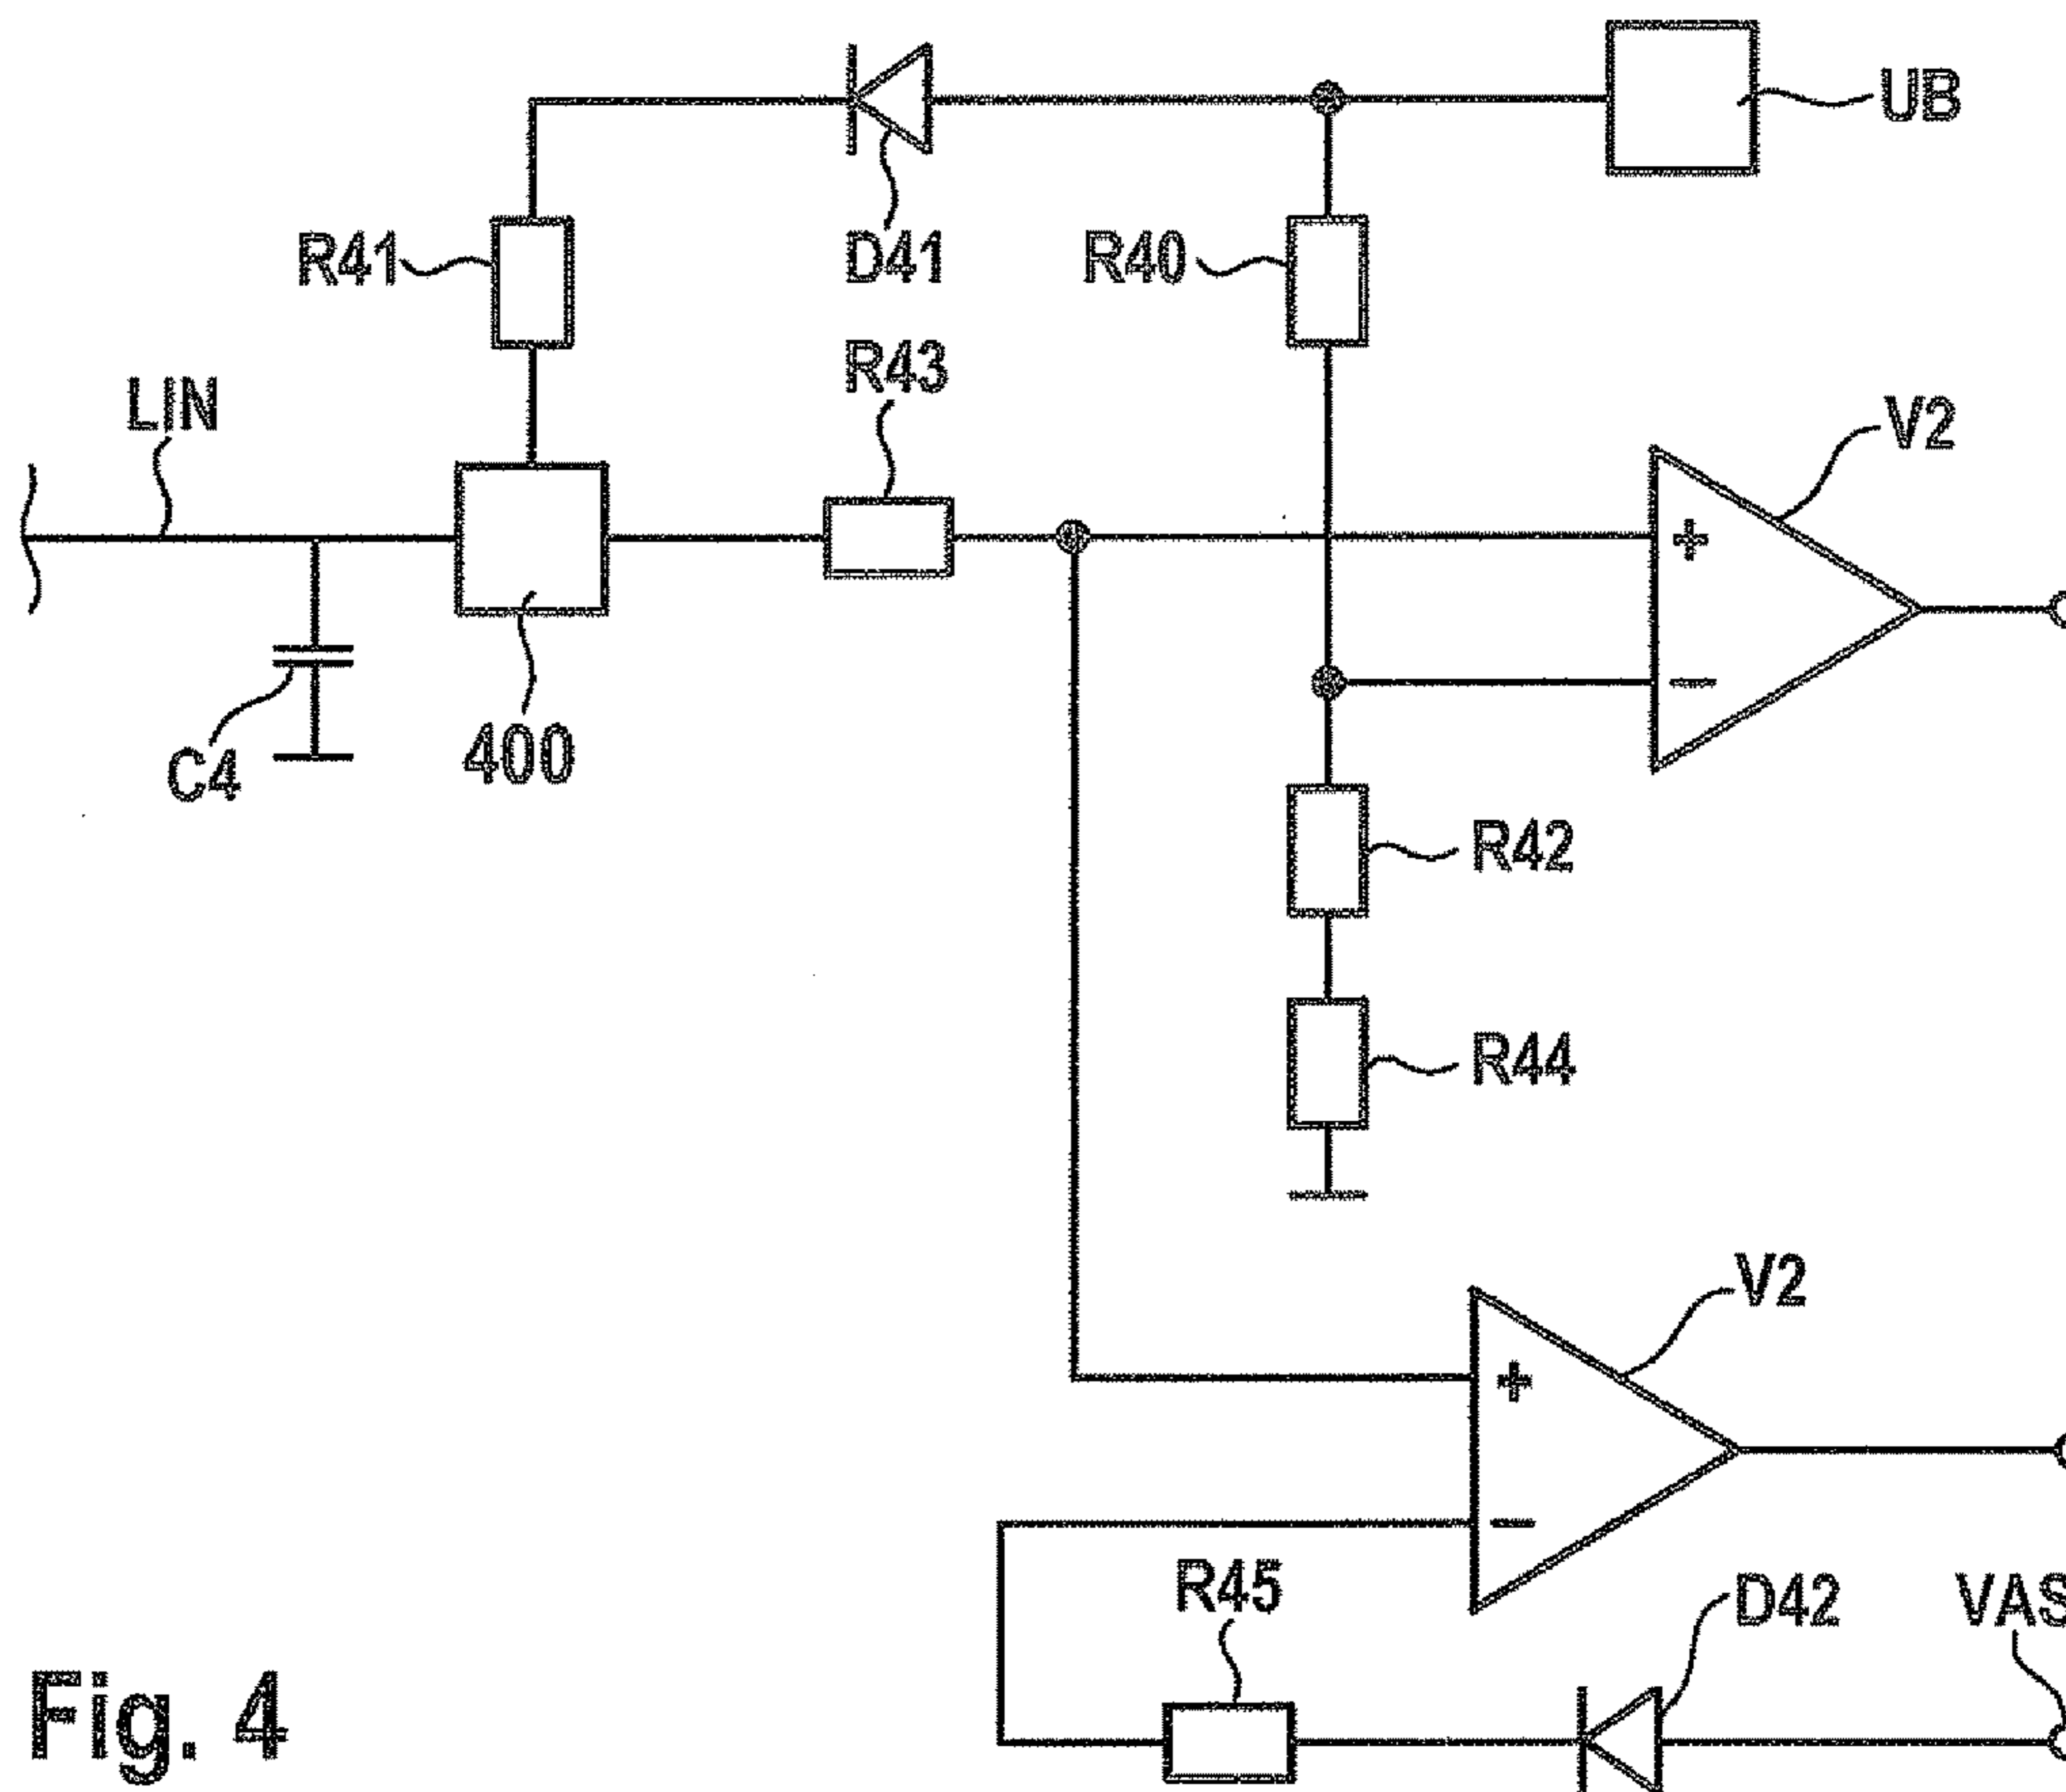 UB
R41
D41
R40
R43
LIN
V2
+
−
C4
400
R42
R44
V2
+
−
R45
D42
VAS
Fig. 4